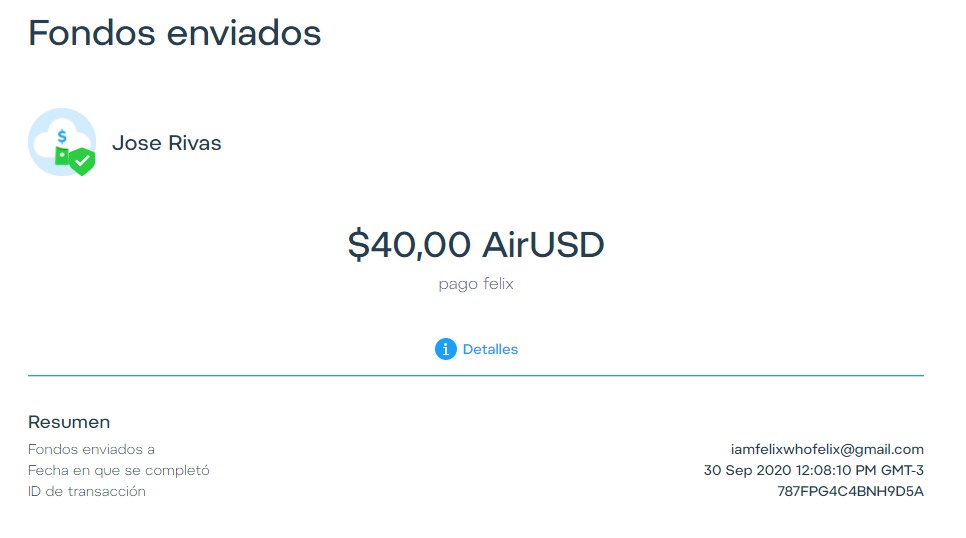 Fondos enviados
$
Jose Rivas
$40,00 AirUSD
pago felix
i Detalles
Resumen
Fondos enviados a iamfelixwhofelix@gmail.com
Fecha en que se completó 30 Sep 2020 12:08:10 PM GMT-3
ID de transacción 787FPG4C4BNH9D5A